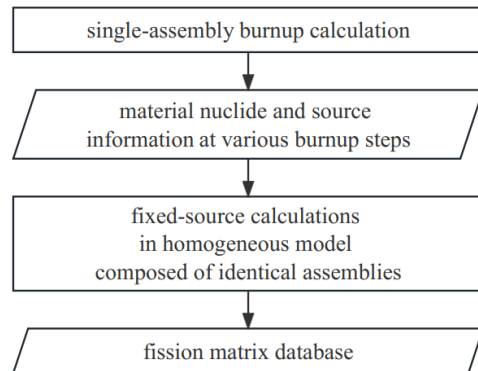 single-assembly burnup calculation
material nuclide and source
information at various burnup steps
fixed-source calculations
in homogeneous model
composed of identical assemblies
fission matrix database